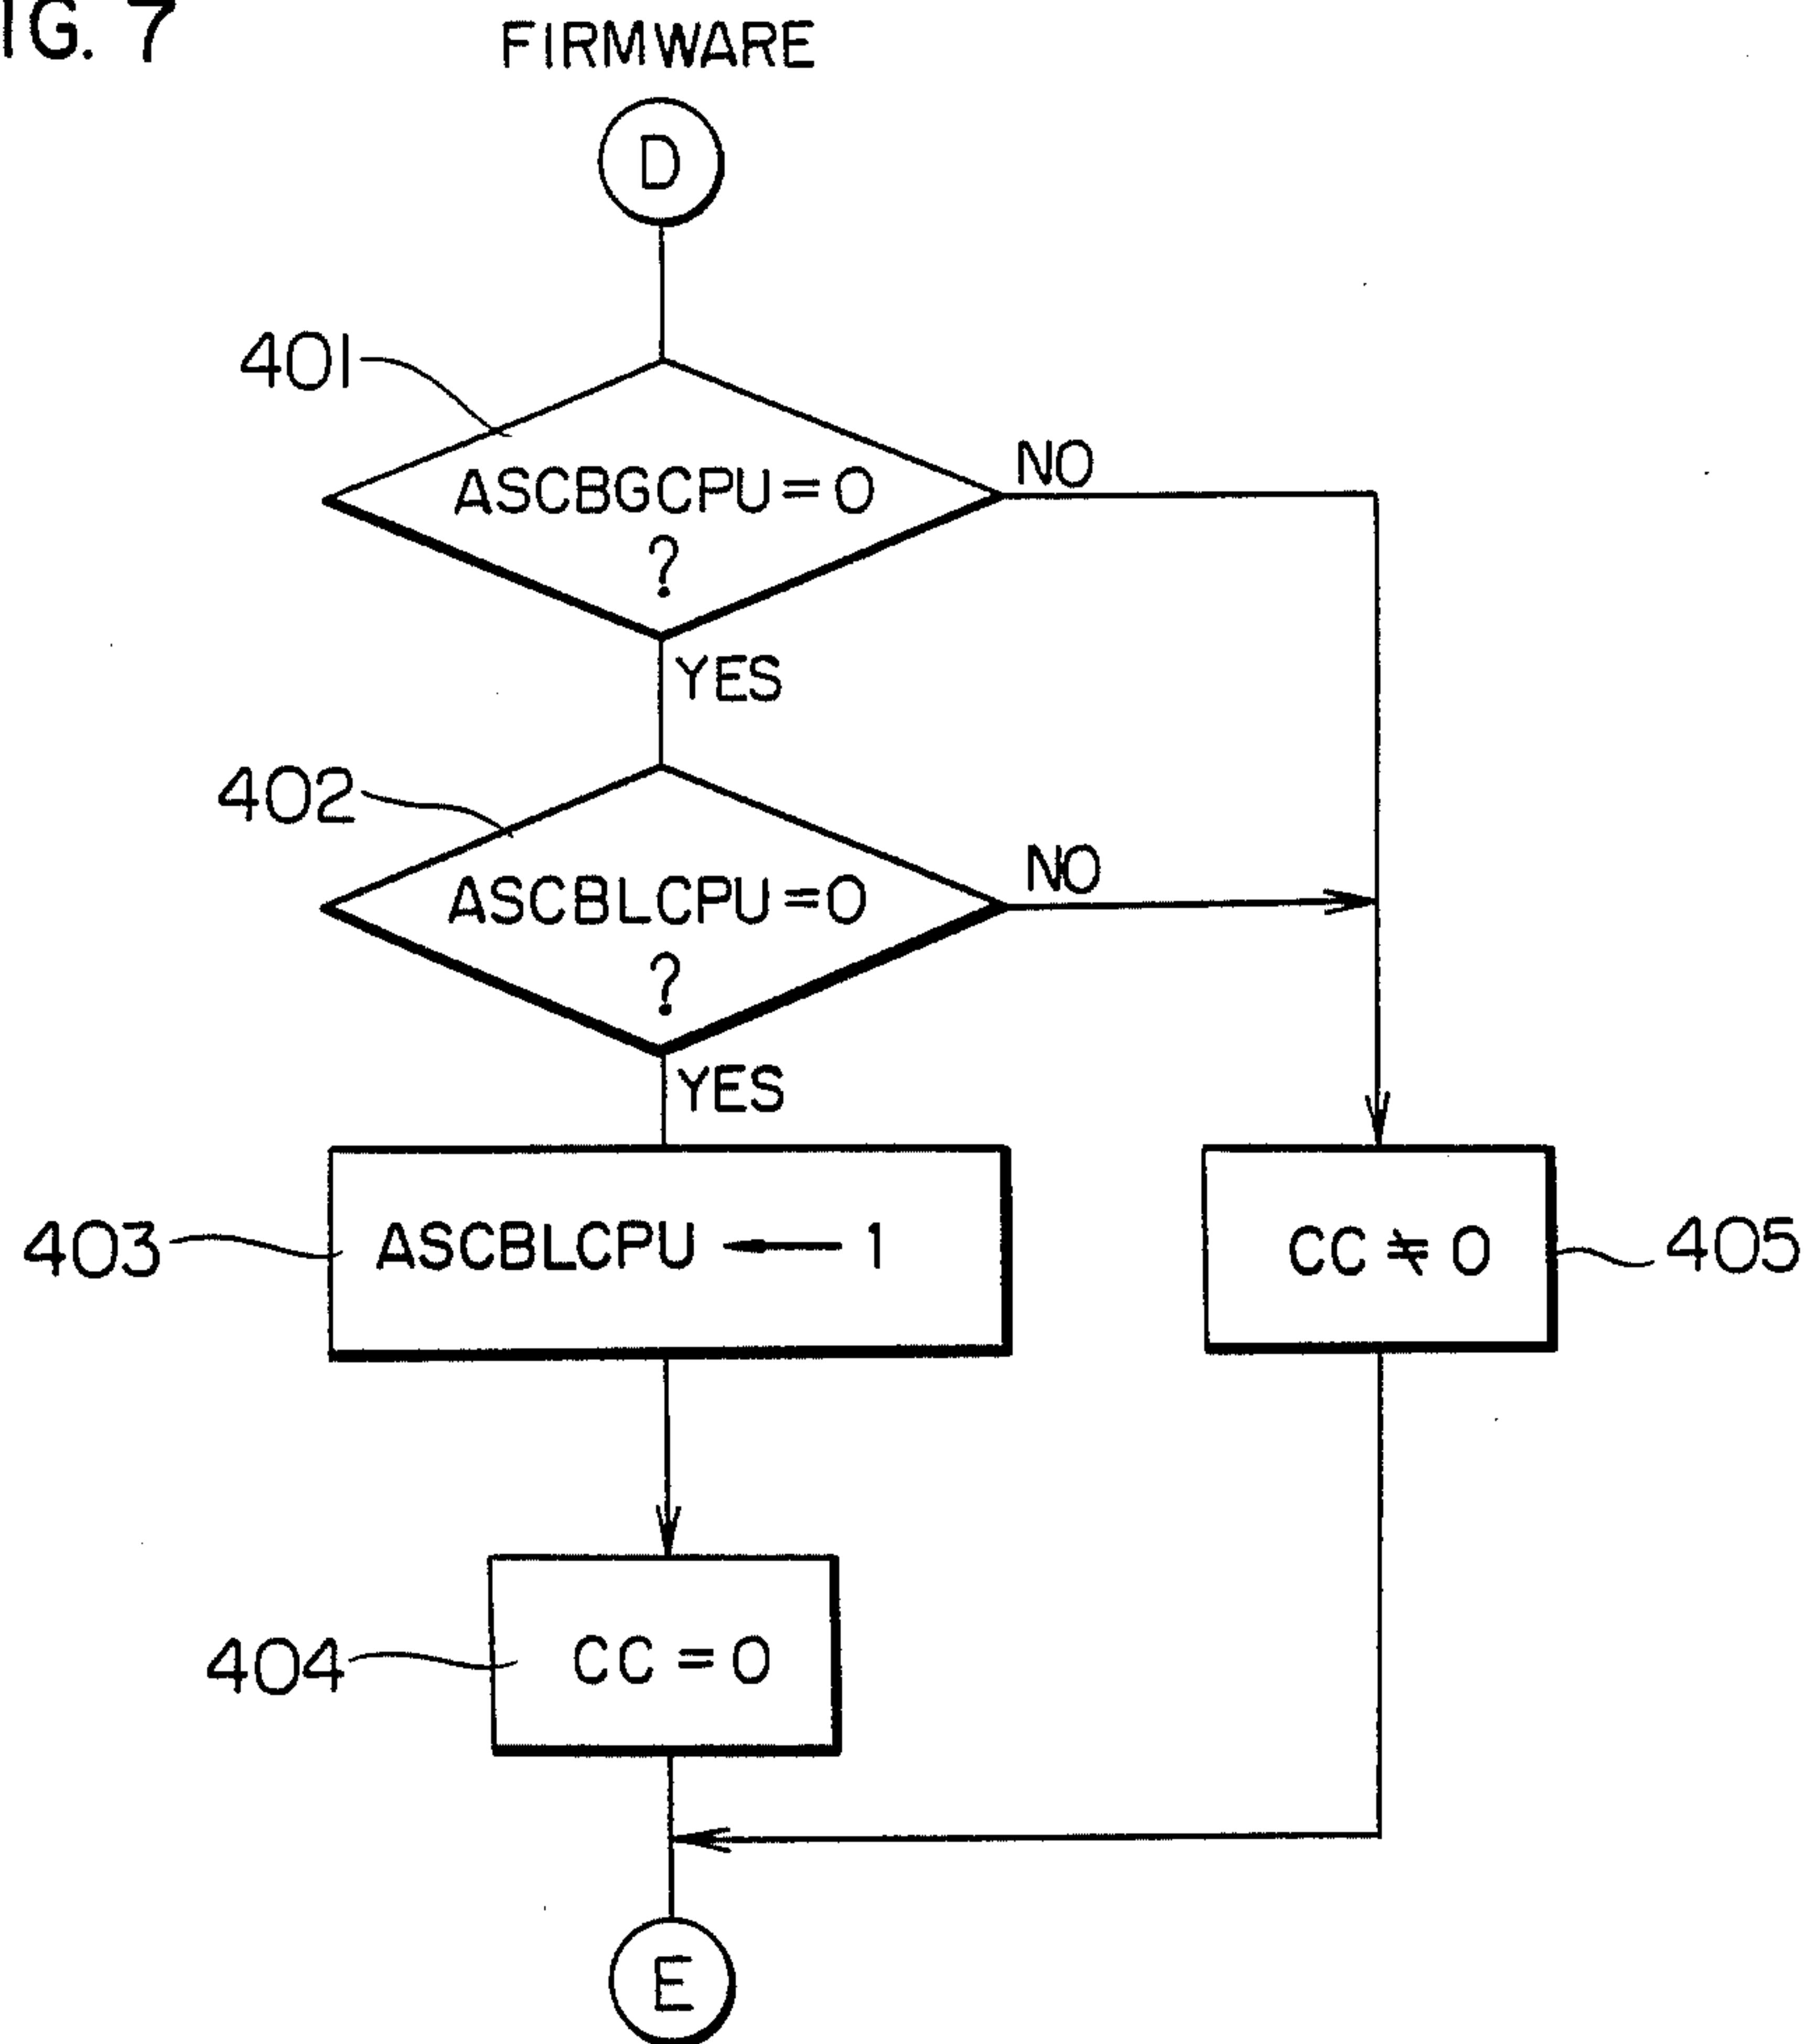 IG. 7
FIRMWARE
D
401
ASCBGCPU=0
?
NO
YES
402
ASCBLCPU=0
?
NO
YES
403
ASCBLCPU ← 1
CC ≠ 0
405
404
CC = 0
E